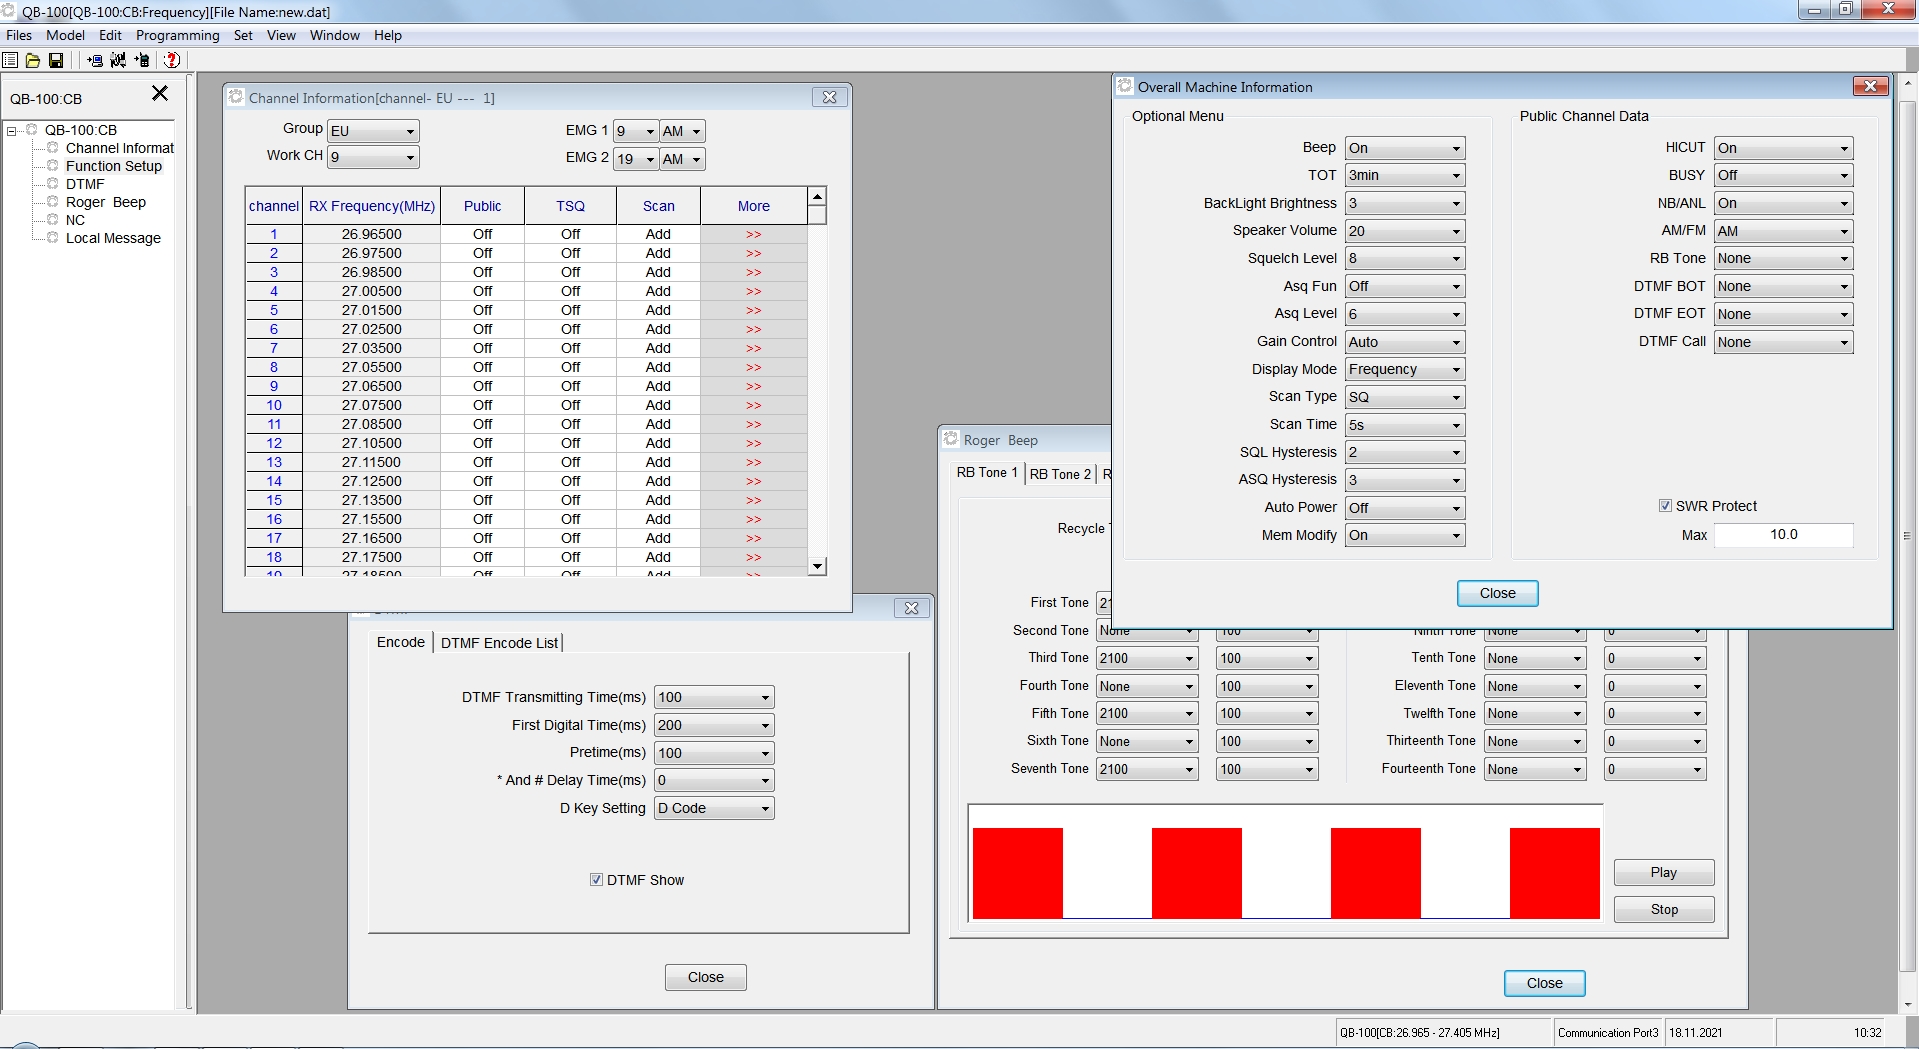 QB-100[QB-100:CB:Frequency][File Name:new.dat]
Files Model Edit Programming Set View Window Help
QB-100:CB
QB-100:CB
Channel Informat
Function Setup
DTMF
Roger Beep
NC
Local Message
Channel Information[channel- EU --- 1]
Group EU EMG 1 9 AM
Work CH 9 EMG 2 19 AM
channel RX Frequency(MHz) Public TSQ Scan More
1 26.96500 Off Off Add >>
2 26.97500 Off Off Add >>
3 26.98500 Off Off Add >>
4 27.00500 Off Off Add >>
5 27.01500 Off Off Add >>
6 27.02500 Off Off Add >>
7 27.03500 Off Off Add >>
8 27.05500 Off Off Add >>
9 27.06500 Off Off Add >>
10 27.07500 Off Off Add >>
11 27.08500 Off Off Add >>
12 27.10500 Off Off Add >>
13 27.11500 Off Off Add >>
14 27.12500 Off Off Add >>
15 27.13500 Off Off Add >>
16 27.15500 Off Off Add >>
17 27.16500 Off Off Add >>
18 27.17500 Off Off Add >>
19 27.18500 Off Off Add >>
Encode DTMF Encode List
DTMF Transmitting Time(ms) 100
First Digital Time(ms) 200
Pretime(ms) 100
* And # Delay Time(ms) 0
D Key Setting D Code
DTMF Show
Close
Overall Machine Information
Optional Menu
Beep On
TOT 3min
BackLight Brightness 3
Speaker Volume 20
Squelch Level 8
Asq Fun Off
Asq Level 6
Gain Control Auto
Display Mode Frequency
Scan Type SQ
Scan Time 5s
SQL Hysteresis 2
ASQ Hysteresis 3
Auto Power Off
Mem Modify On
Public Channel Data
HICUT On
BUSY Off
NB/ANL On
AM/FM AM
RB Tone None
DTMF BOT None
DTMF EOT None
DTMF Call None
SWR Protect
Max 10.0
Close
Roger Beep
RB Tone 1 RB Tone 2 R
Recycle
First Tone 21
Second Tone None 100 Ninth Tone None 0
Third Tone 2100 100 Tenth Tone None 0
Fourth Tone None 100 Eleventh Tone None 0
Fifth Tone 2100 100 Twelfth Tone None 0
Sixth Tone None 100 Thirteenth Tone None 0
Seventh Tone 2100 100 Fourteenth Tone None 0
Play
Stop
Close
QB-100[CB:26.965 - 27.405 MHz] Communication Port3 18.11.2021 10:32